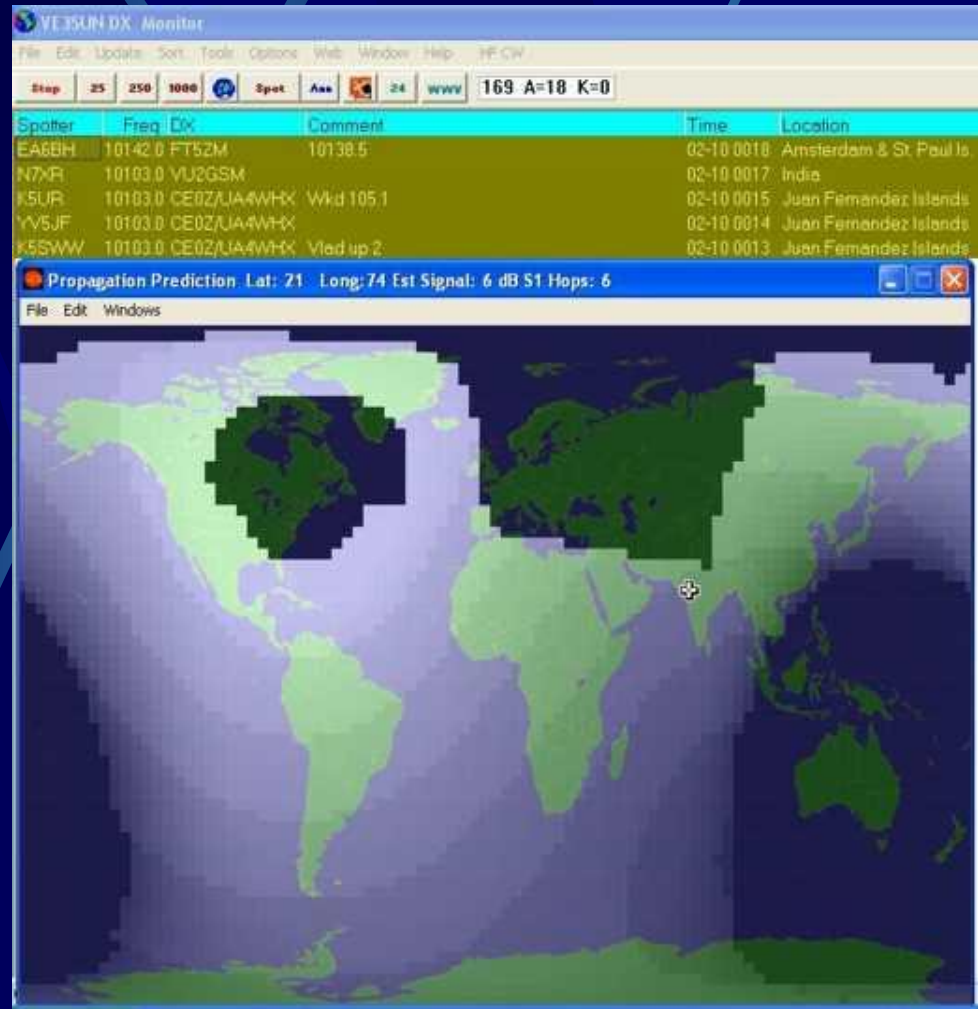 VE3SUN DX Monitor
File Edit Update Sort Tools Options Web Window Help HF CW
Stop 25 250 1000 Spot Ann 24 WWV 169 A=18 K=0
Spotter Freq DX Comment Time Location
EA6BH 10142.0 FT5ZM 10138.5 02-10 0018 Amsterdam & St. Paul Is
N7XR 10103.0 VU2GSM 02-10 0017 India
K5UR 10103.0 CE0Z/UA4WHX Wkd 105.1 02-10 0015 Juan Fernandez Islands
YV5JF 10103.0 CE0Z/UA4WHX 02-10 0014 Juan Fernandez Islands
K5SWW 10103.0 CE0Z/UA4WHX Vlad up 2 02-10 0013 Juan Fernandez Islands
Propagation Prediction Lat: 21 Long:74 Est Signal: 6 dB S1 Hops: 6
File Edit Windows